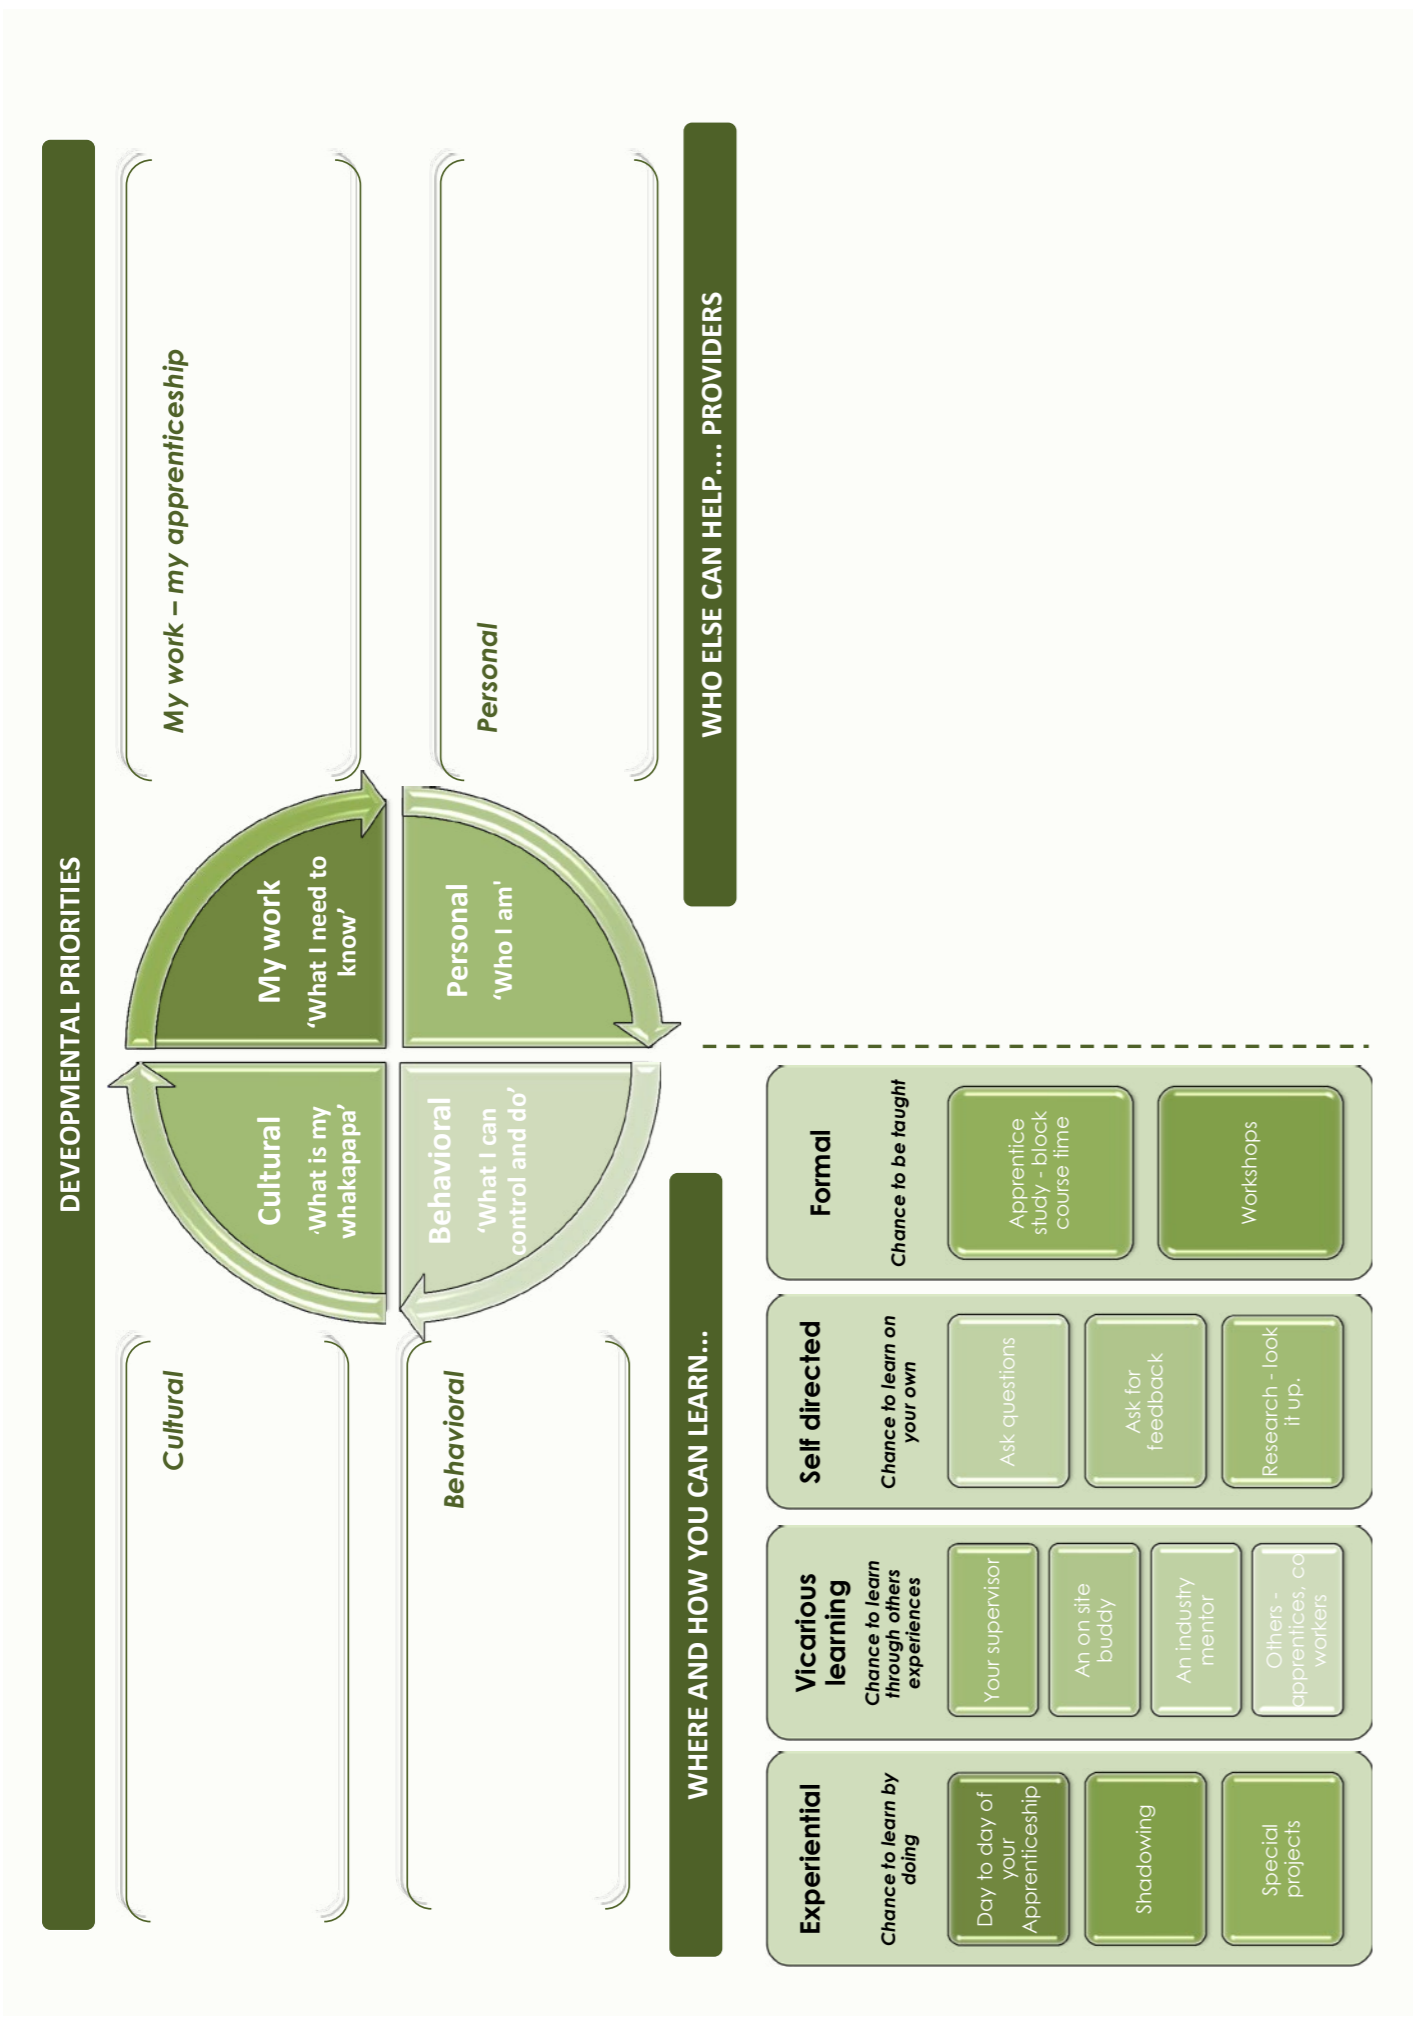 DEVEOPMENTAL PRIORITIES
Cultural
Cultural
‘What is my
whakapapa’
My work
‘What I need to
know’
My work – my apprenticeship
Behavioral
Behavioral
‘What I can
control and do’
Personal
‘Who I am'
Personal
WHERE AND HOW YOU CAN LEARN...
Experiential
Chance to learn by
doing
Day to day of
your
Apprenticeship
Shadowing
Special
projects
Vicarious
learning
Chance to learn
through others
experiences
Your supervisor
An on site
buddy
An industry
mentor
Others -
apprentices, co
workers
Self directed
Chance to learn on
your own
Ask questions
Ask for
feedback
Research - look
it up.
Formal
Chance to be taught
Apprentice
study - block
course time
Workshops
WHO ELSE CAN HELP.... PROVIDERS